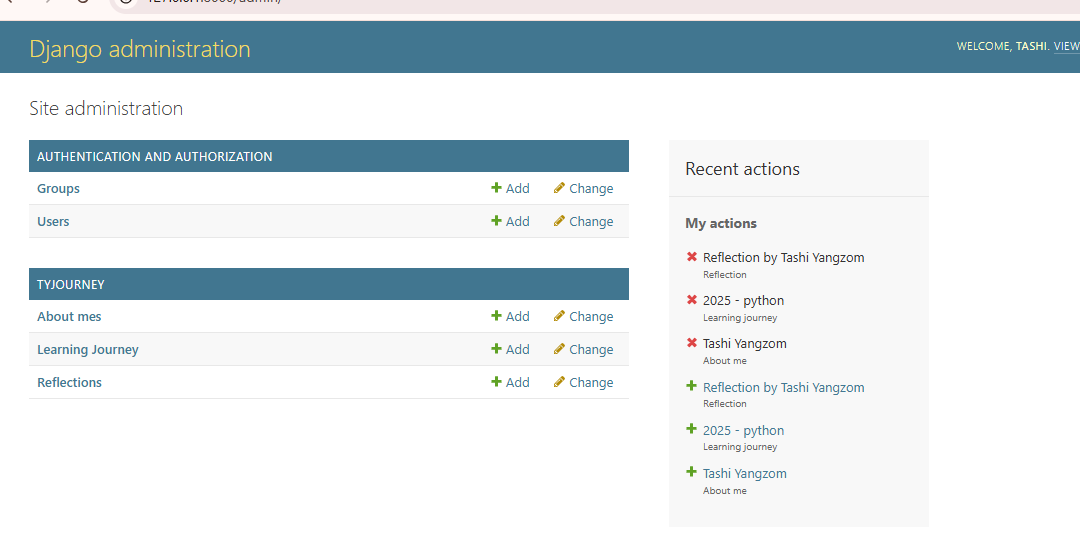 Django administration
WELCOME, TASHI. VIEW
Site administration
AUTHENTICATION AND AUTHORIZATION
Groups Add Change
Users Add Change
TYJOURNEY
About mes Add Change
Learning Journey Add Change
Reflections Add Change
Recent actions
My actions
Reflection by Tashi Yangzom
Reflection
2025 - python
Learning journey
Tashi Yangzom
About me
Reflection by Tashi Yangzom
Reflection
2025 - python
Learning journey
Tashi Yangzom
About me